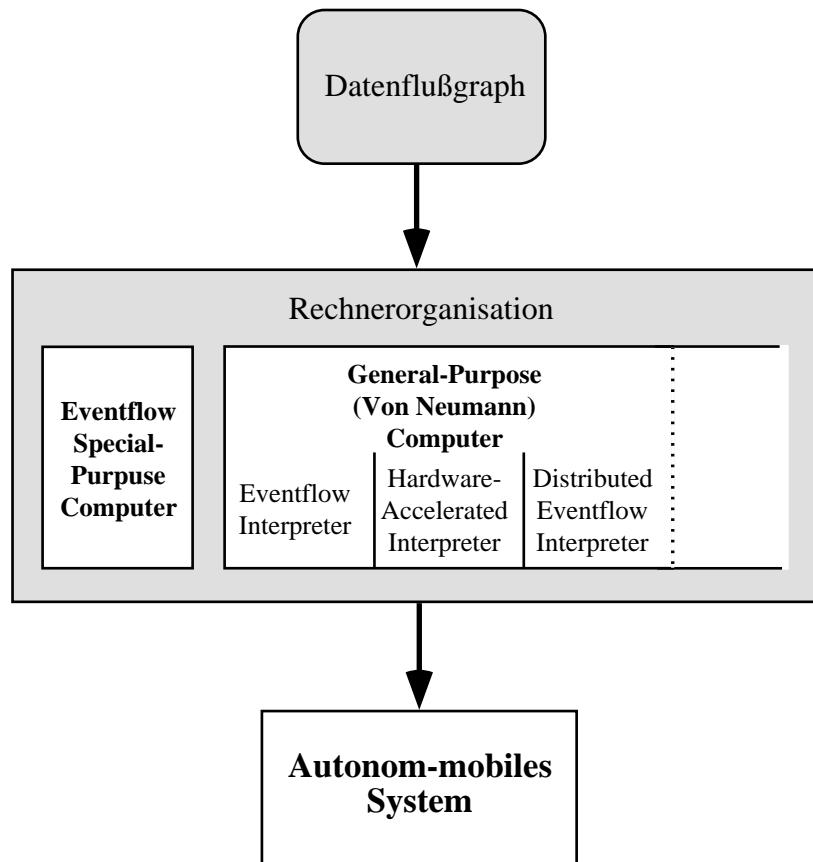 Datenflußgraph
Rechnerorganisation
Eventflow
Special-
Purpuse
Computer
General-Purpose
(Von Neumann)
Computer
Eventflow
Interpreter
Hardware-
Accelerated
Interpreter
Distributed
Eventflow
Interpreter
Autonom-mobiles
System